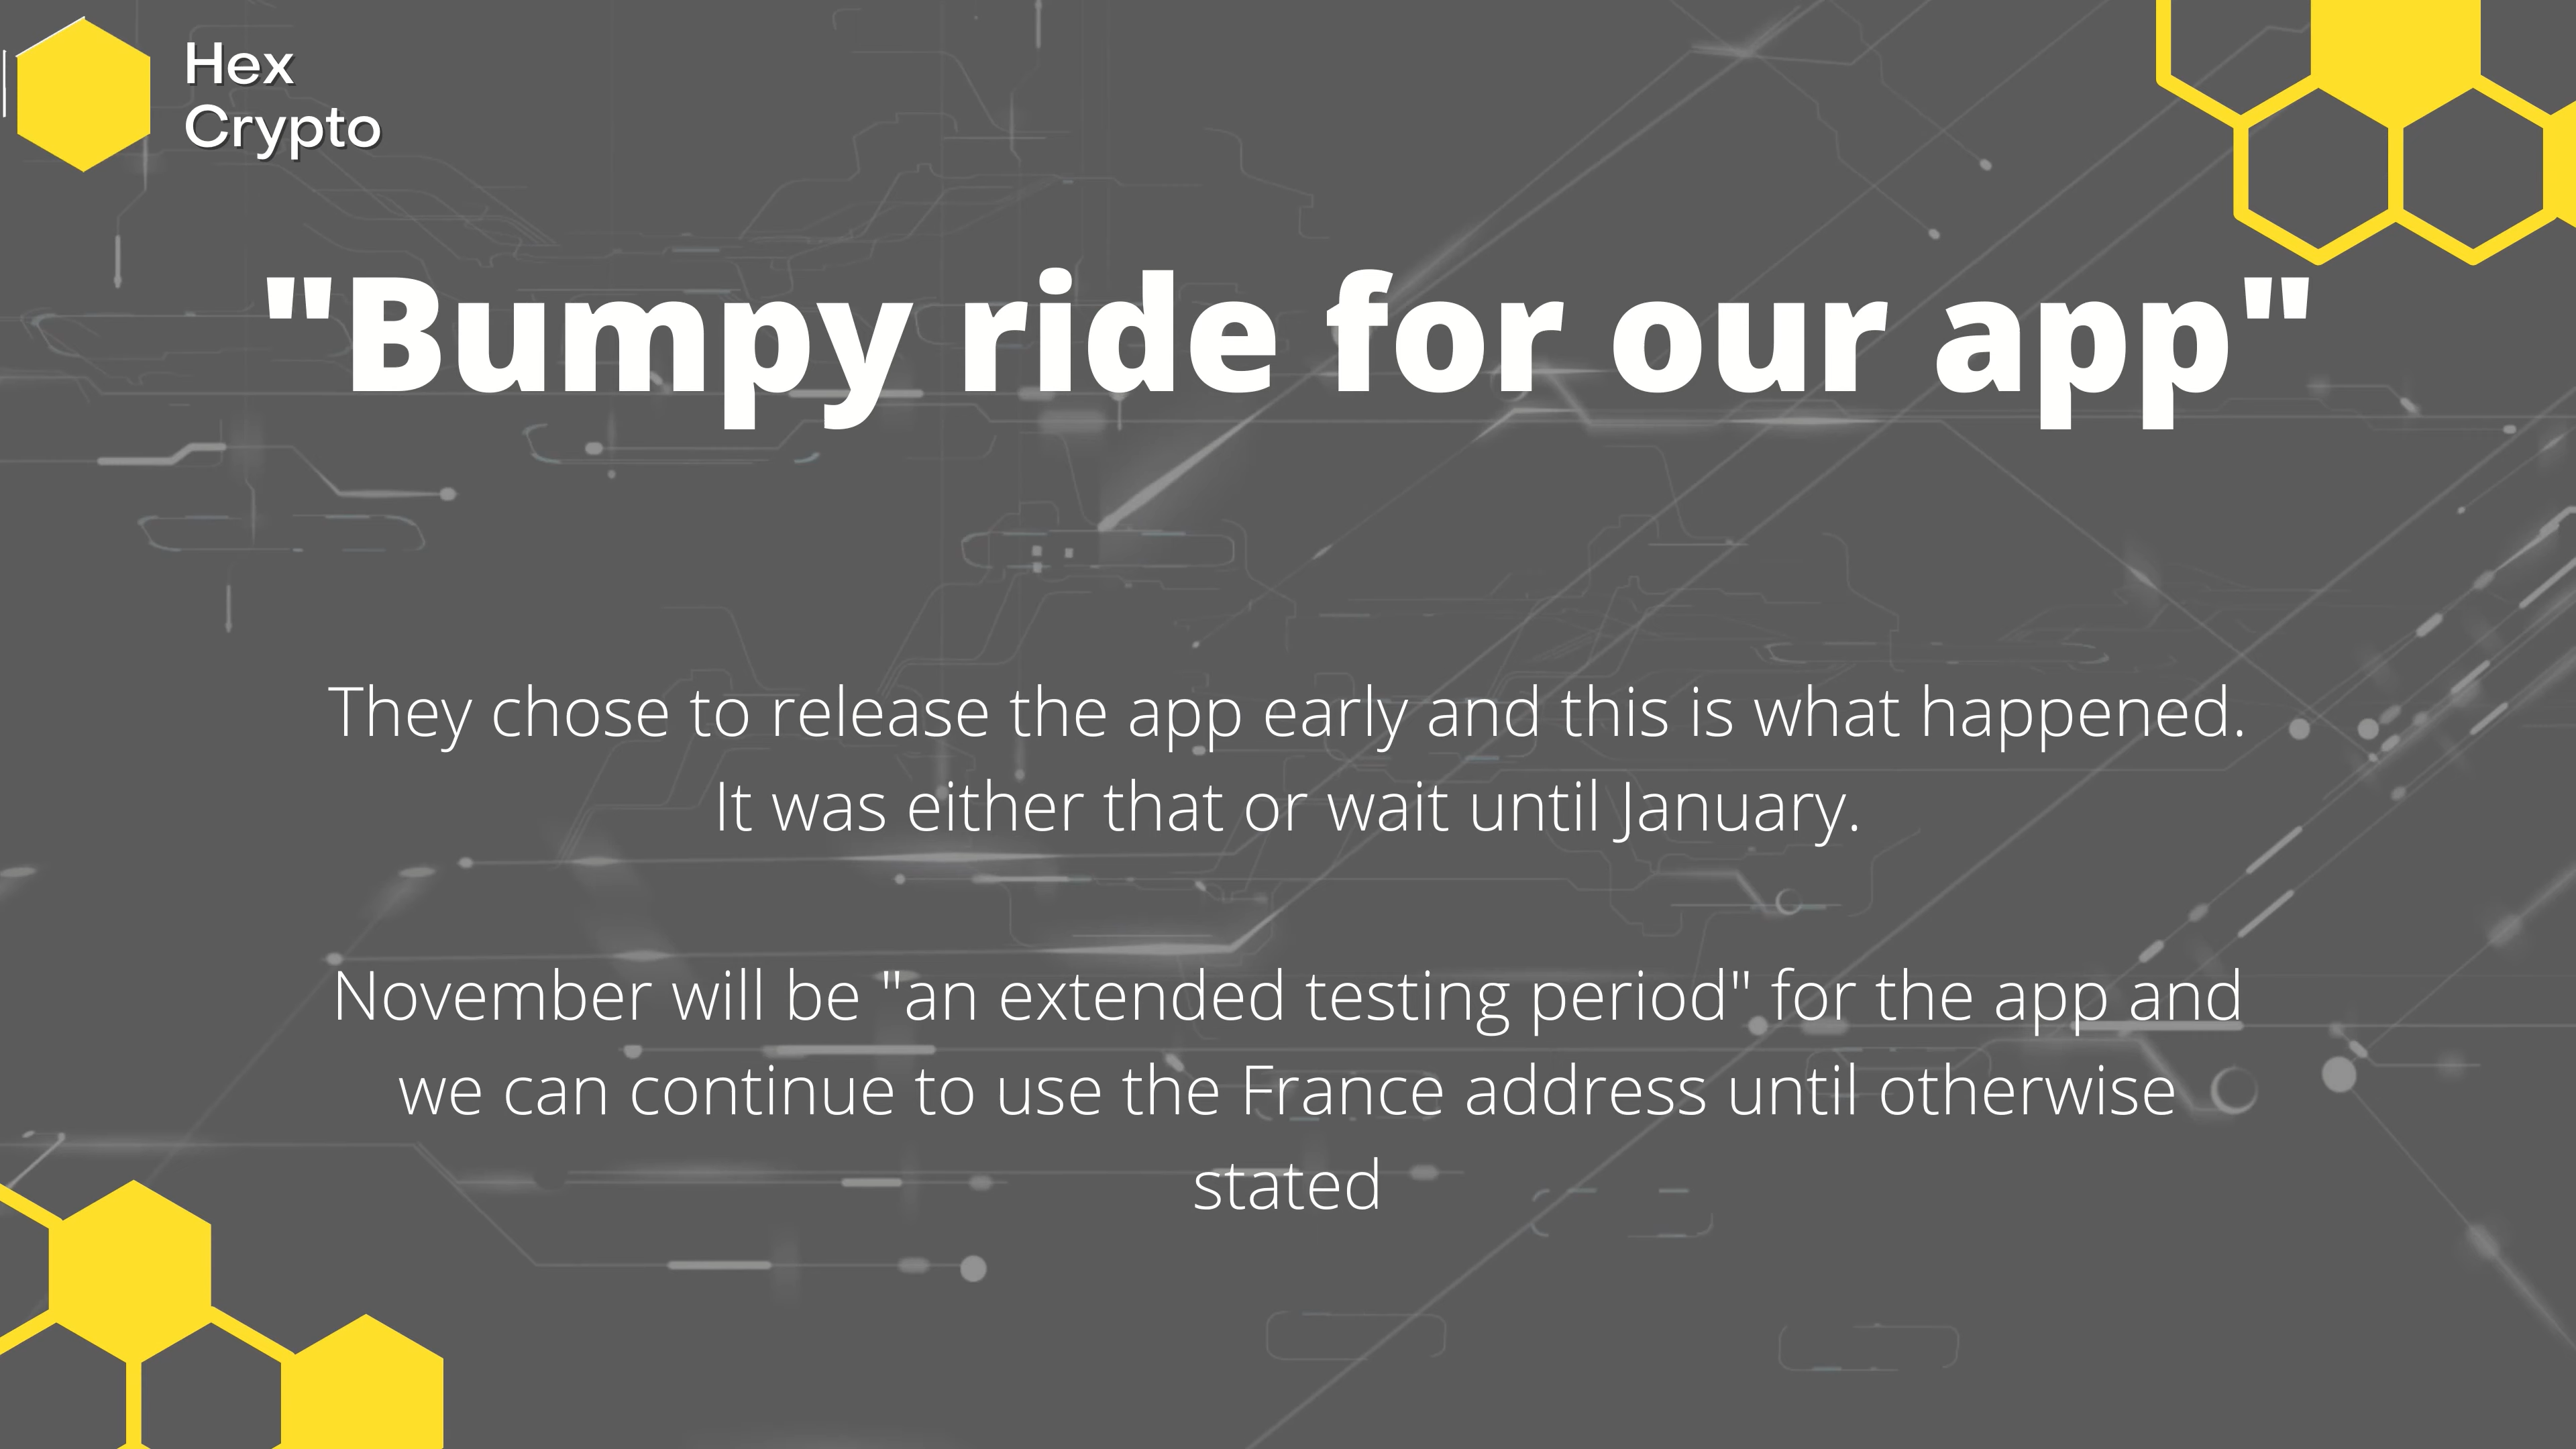 Hex
Crypto
"Bumpy ride for our app"
They chose to release the app early and this is what happened.
It was either that or wait until January.
November will be "an extended testing period" for the app and
we can continue to use the France address until otherwise
stated